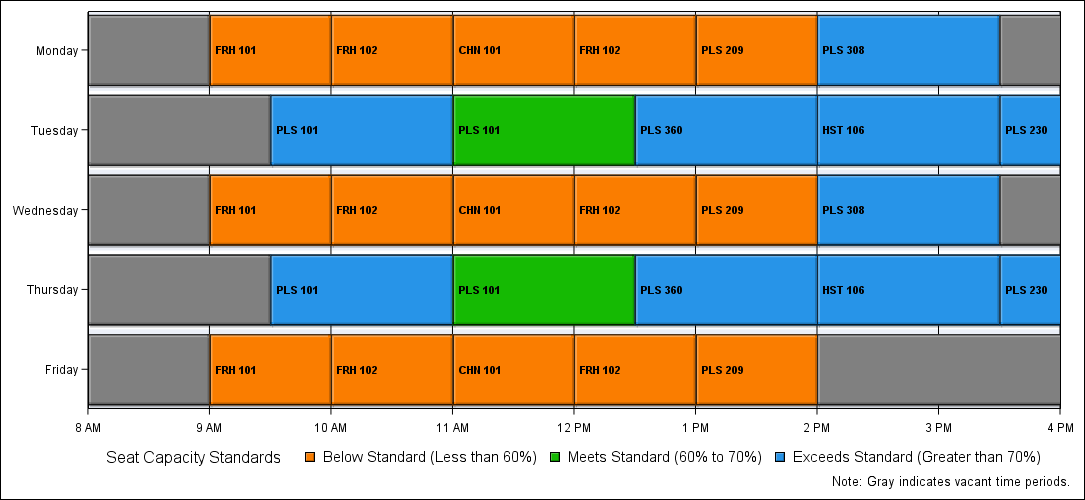 Monday FRH 101 FRH 102 CHN 101 FRH 102 PLS 209 PLS 308
Tuesday PLS 101 PLS 101 PLS 360 HST 106 PLS 230
Wednesday FRH 101 FRH 102 CHN 101 FRH 102 PLS 209 PLS 308
Thursday PLS 101 PLS 101 PLS 360 HST 106 PLS 230
Friday FRH 101 FRH 102 CHN 101 FRH 102 PLS 209
8 AM 9 AM 10 AM 11 AM 12 PM 1 PM 2 PM 3 PM 4 PM
Seat Capacity Standards Below Standard (Less than 60%) Meets Standard (60% to 70%) Exceeds Standard (Greater than 70%)
Note: Gray indicates vacant time periods.